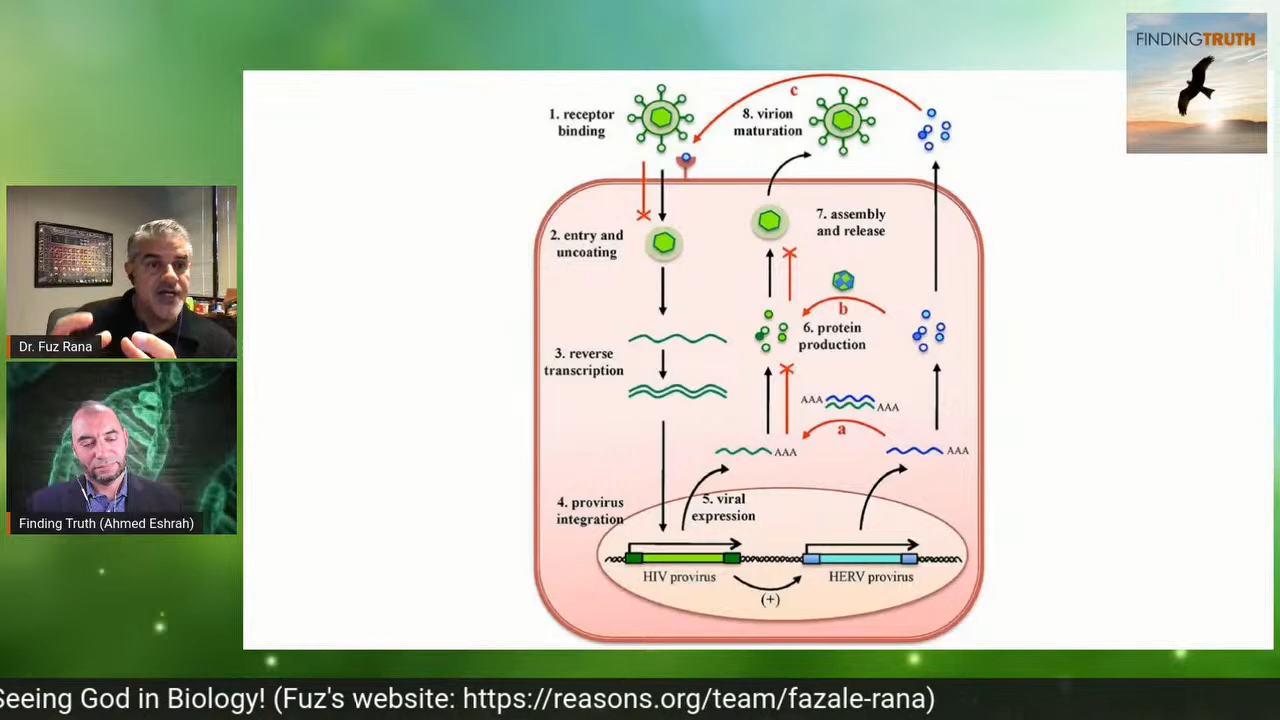 FINDINGTRUTH
1. receptor
binding
c
8. virion
maturation
2. entry and
uncoating
7. assembly
and release
b
6. protein
production
3. reverse
transcription
AAA
AAA
a
AAA
AAA
4. provirus
integration
5. viral
expression
HIV provirus
HERV provirus
(+)
Dr. Fuz Rana
Finding Truth (Ahmed Eshrah)
Seeing God in Biology! (Fuz's website: https://reasons.org/team/fazale-rana)